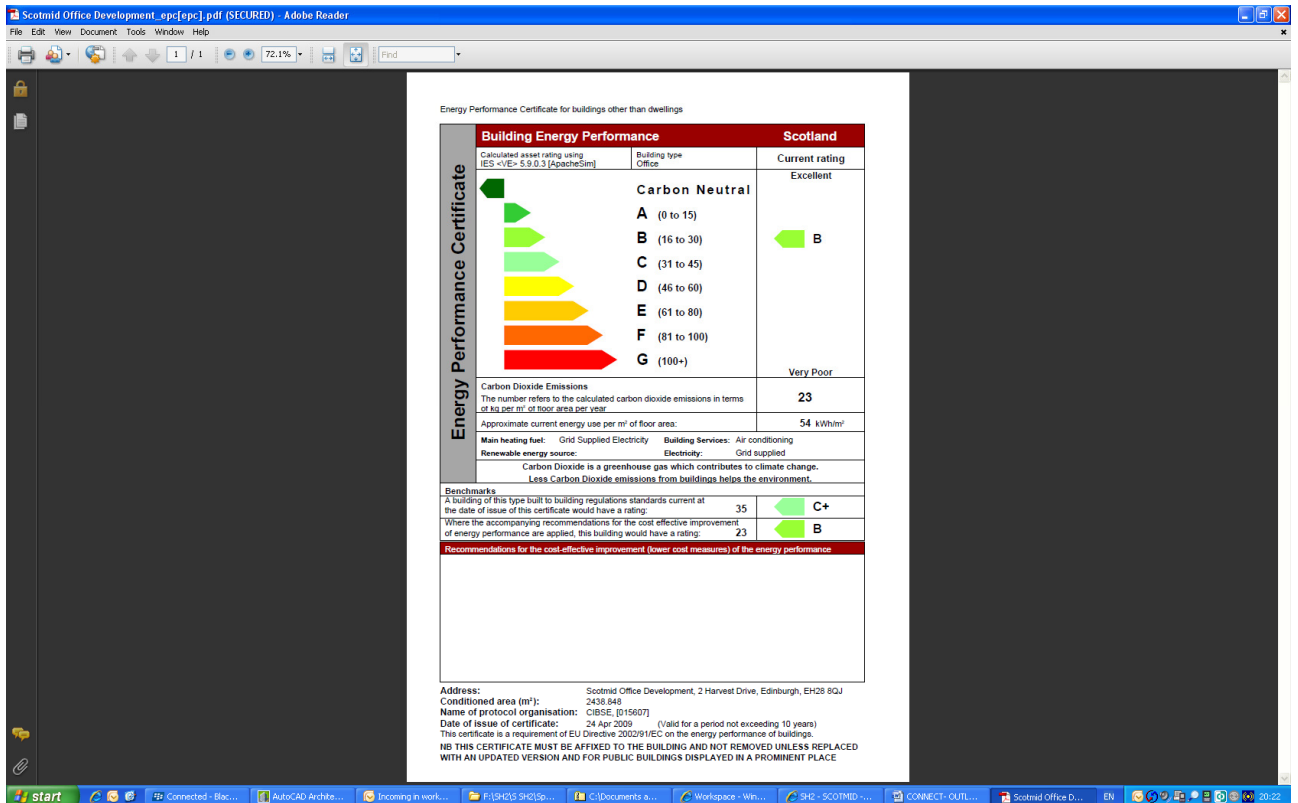 Scotmid Office Development_epc[epc].pdf (SECURED) - Adobe Reader
File Edit View Document Tools Window Help
1 / 1 72.1% Find
Energy Performance Certificate for buildings other than dwellings
Energy Performance Certificate
Building Energy Performance Scotland
Calculated asset rating using
IES <VE> 5.9.0.3 [ApacheSim]
Building type
Office
Current rating
Excellent
Carbon Neutral
A (0 to 15)
B (16 to 30) B
C (31 to 45)
D (46 to 60)
E (61 to 80)
F (81 to 100)
G (100+)
Very Poor
Carbon Dioxide Emissions
The number refers to the calculated carbon dioxide emissions in terms
of kg per m² of floor area per year
23
Approximate current energy use per m² of floor area: 54 kWh/m²
Main heating fuel: Grid Supplied Electricity Building Services: Air conditioning
Renewable energy source: Electricity: Grid supplied
Carbon Dioxide is a greenhouse gas which contributes to climate change.
Less Carbon Dioxide emissions from buildings helps the environment.
Benchmarks
A building of this type built to building regulations standards current at
the date of issue of this certificate would have a rating: 35 C+
Where the accompanying recommendations for the cost effective improvement
of energy performance are applied, this building would have a rating: 23 B
Recommendations for the cost-effective improvement (lower cost measures) of the energy performance
Address: Scotmid Office Development, 2 Harvest Drive, Edinburgh, EH28 8QJ
Conditioned area (m²): 2438.848
Name of protocol organisation: CIBSE, [015607]
Date of issue of certificate: 24 Apr 2009 (Valid for a period not exceeding 10 years)
This certificate is a requirement of EU Directive 2002/91/EC on the energy performance of buildings.
NB THIS CERTIFICATE MUST BE AFFIXED TO THE BUILDING AND NOT REMOVED UNLESS REPLACED
WITH AN UPDATED VERSION AND FOR PUBLIC BUILDINGS DISPLAYED IN A PROMINENT PLACE
start Connected - Blac... AutoCAD Archite... Incoming in work... F:\SH2\S SH2\Sp... C:\Documents a... Workspace - Win... SH2 - SCOTMID -... CONNECT- OUTL... Scotmid Office D... EN 20:22